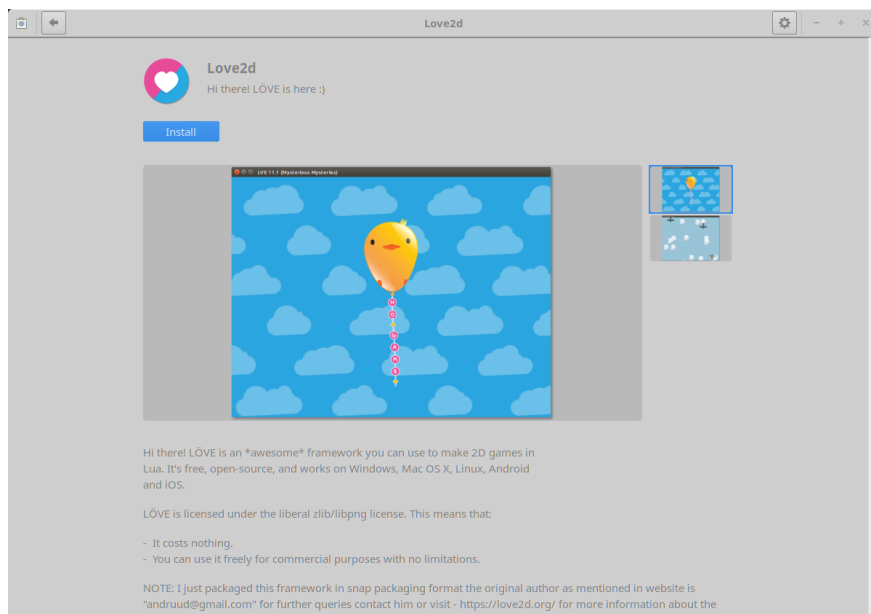 Love2d
Love2d
Hi there! LÖVE is here :)
Install
LVE 11.1 (Mysterious Mysteries)
N
O
G
A
M
E
Hi there! LÖVE is an *awesome* framework you can use to make 2D games in
Lua. It's free, open-source, and works on Windows, Mac OS X, Linux, Android
and iOS.
LÖVE is licensed under the liberal zlib/libpng license. This means that:
- It costs nothing.
- You can use it freely for commercial purposes with no limitations.
NOTE: I just packaged this framework in snap packaging format the original author as mentioned in website is
"andruud@gmail.com" for further queries contact him or visit - https://love2d.org/ for more information about the